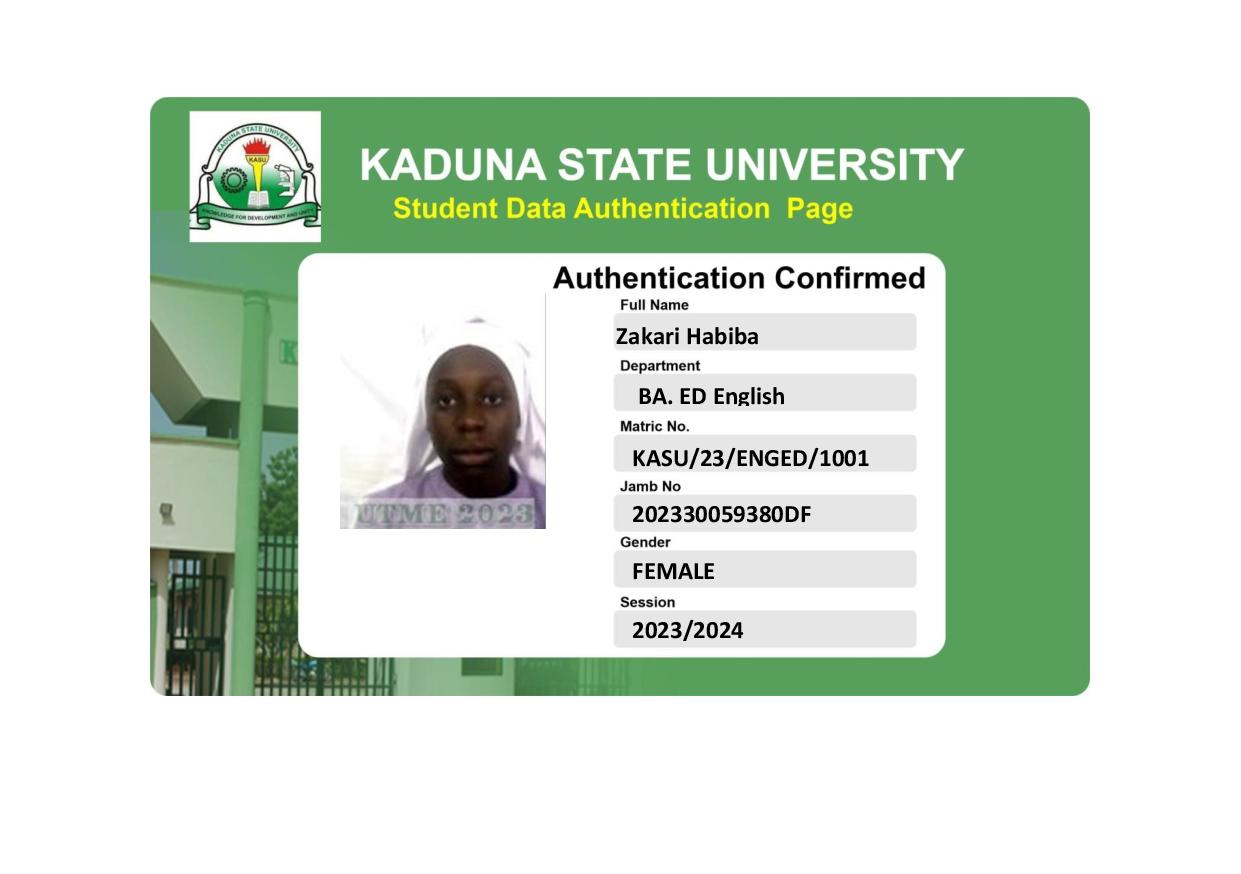 KADUNA STATE UNIVERSITY
KASU
KNOWLEDGE FOR DEVELOPMENT AND UNITY
KADUNA STATE UNIVERSITY
Student Data Authentication Page
Authentication Confirmed
Full Name
Zakari Habiba
Department
BA. ED English
Matric No.
KASU/23/ENGED/1001
Jamb No
202330059380DF
Gender
FEMALE
Session
2023/2024
UTME 2023
K